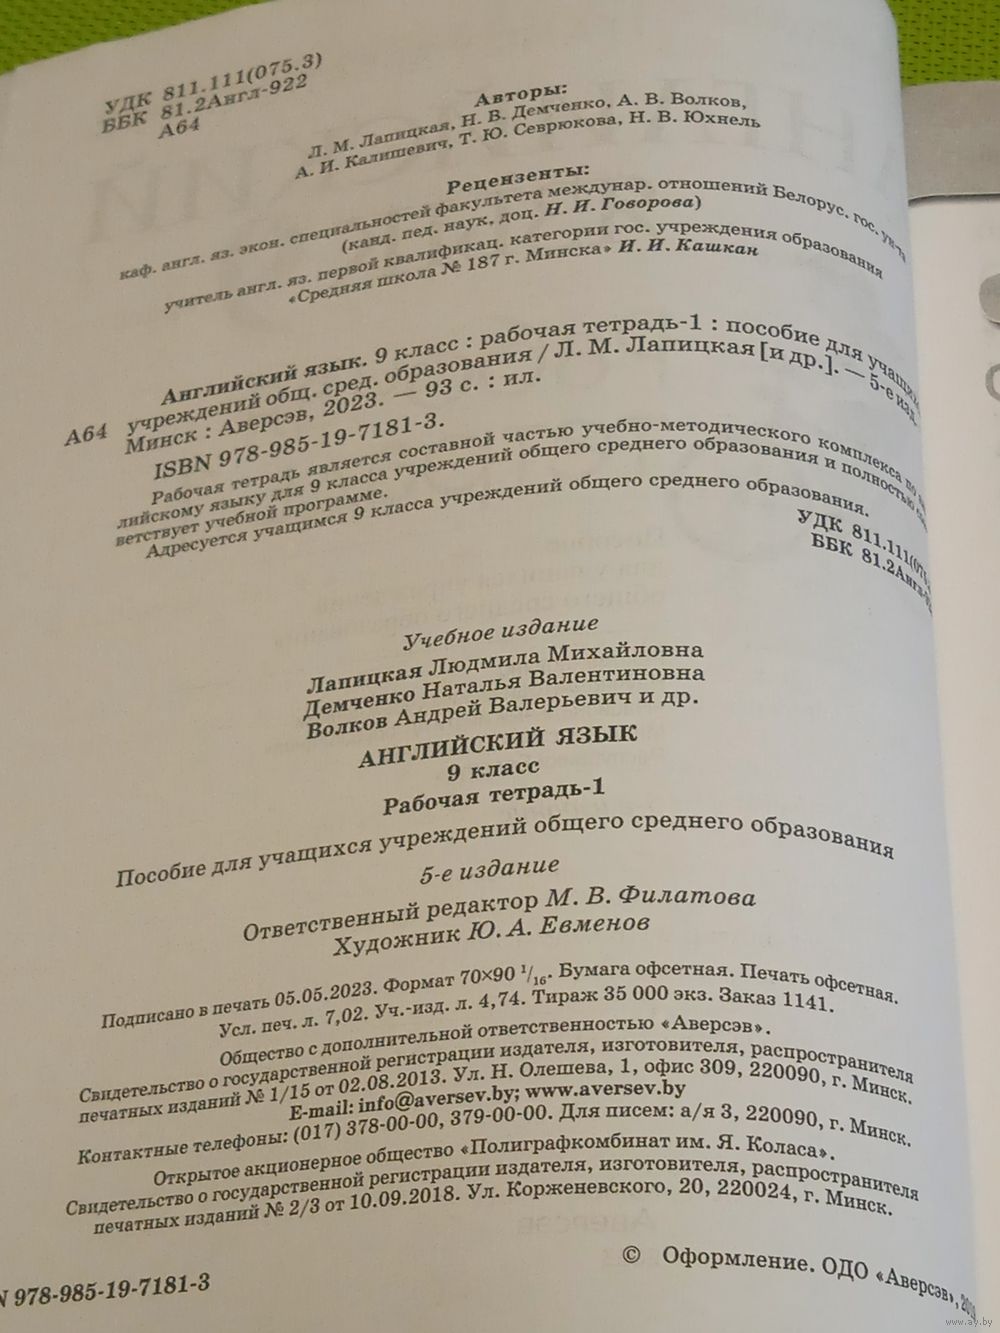 УДК 811.111(075.3)
ББК 81.2Англ-922
А64
Авторы:
Л. М. Лапицкая, Н. В. Демченко, А. В. Волков,
А. И. Калишевич, Т. Ю. Севрюкова, Н. В. Юхнель
Рецензенты:
каф. англ. яз. экон. специальностей факультета междунар. отношений Белорус. гос. ун-та
(канд. пед. наук, доц. Н. И. Говорова)
учитель англ. яз. первой квалификац. категории гос. учреждения образования
«Средняя школа № 187 г. Минска» И. И. Кашкан
Английский язык. 9 класс : рабочая тетрадь-1 : пособие для учащихся
А64 учреждений общ. сред. образования / Л. М. Лапицкая [и др.]. — 5-е изд.
Минск : Аверсэв, 2023. — 93 с. : ил.
ISBN 978-985-19-7181-3.
Рабочая тетрадь является составной частью учебно-методического комплекса по
лийскому языку для 9 класса учреждений общего среднего образования и полностью
ветствует учебной программе.
Адресуется учащимся 9 класса учреждений общего среднего образования.
УДК 811.111(075.
ББК 81.2Англ-92
Учебное издание
Лапицкая Людмила Михайловна
Демченко Наталья Валентиновна
Волков Андрей Валерьевич и др.
АНГЛИЙСКИЙ ЯЗЫК
9 класс
Рабочая тетрадь-1
Пособие для учащихся учреждений общего среднего образования
5-е издание
Ответственный редактор М. В. Филатова
Художник Ю. А. Евменов
Подписано в печать 05.05.2023. Формат 70×90 1/16. Бумага офсетная. Печать офсетная.
Усл. печ. л. 7,02. Уч.-изд. л. 4,74. Тираж 35 000 экз. Заказ 1141.
Общество с дополнительной ответственностью «Аверсэв».
Свидетельство о государственной регистрации издателя, изготовителя, распространителя
печатных изданий № 1/15 от 02.08.2013. Ул. Н. Олешева, 1, офис 309, 220090, г. Минск.
E-mail: info@aversev.by; www.aversev.by
Контактные телефоны: (017) 378-00-00, 379-00-00. Для писем: а/я 3, 220090, г. Минск.
Открытое акционерное общество «Полиграфкомбинат им. Я. Коласа».
Свидетельство о государственной регистрации издателя, изготовителя, распространителя
печатных изданий № 2/3 от 10.09.2018. Ул. Корженевского, 20, 220024, г. Минск.
N 978-985-19-7181-3
© Оформление. ОДО «Аверсэв»,
www.ay.by